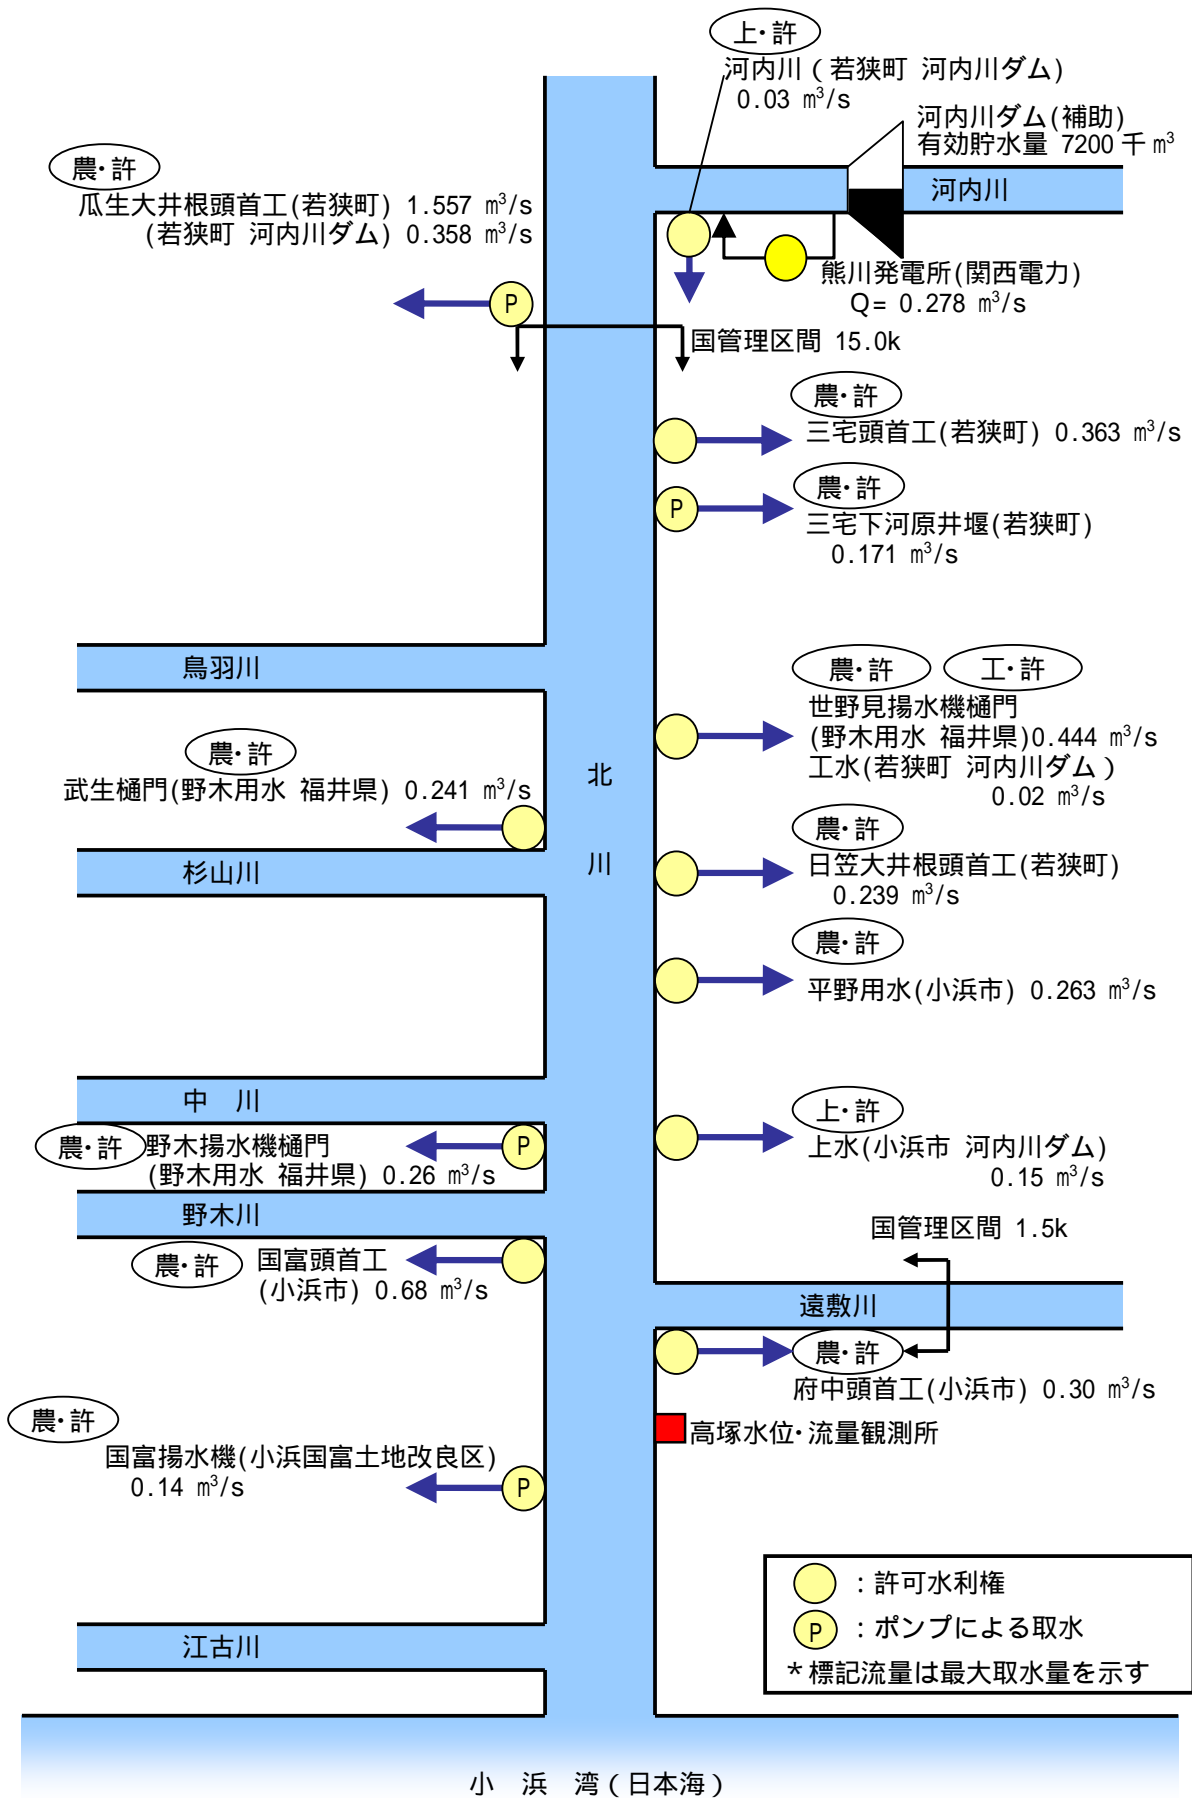 上・許
河内川（若狭町 河内川ダム）
0.03 m³/s
河内川ダム(補助)
有効貯水量 7200 千m³
河内川
農・許
瓜生大井根頭首工(若狭町) 1.557 m³/s
(若狭町 河内川ダム) 0.358 m³/s
熊川発電所(関西電力)
Q= 0.278 m³/s
P
国管理区間 15.0k
農・許
三宅頭首工(若狭町) 0.363 m³/s
農・許
P
三宅下河原井堰(若狭町)
0.171 m³/s
鳥羽川
農・許 工・許
世野見揚水機樋門
(野木用水 福井県)0.444 m³/s
工水(若狭町 河内川ダム）
0.02 m³/s
農・許
武生樋門(野木用水 福井県) 0.241 m³/s
北
川
農・許
日笠大井根頭首工(若狭町)
0.239 m³/s
杉山川
農・許
平野用水(小浜市) 0.263 m³/s
中 川
上・許
上水(小浜市 河内川ダム)
0.15 m³/s
農・許 野木揚水機樋門
(野木用水 福井県) 0.26 m³/s
P
野木川
国管理区間 1.5k
農・許 国富頭首工
(小浜市) 0.68 m³/s
遠敷川
農・許
府中頭首工(小浜市) 0.30 m³/s
農・許
高塚水位・流量観測所
国富揚水機(小浜国富土地改良区)
0.14 m³/s
P
：許可水利権
P ：ポンプによる取水
＊標記流量は最大取水量を示す
江古川
小 浜 湾（日本海）